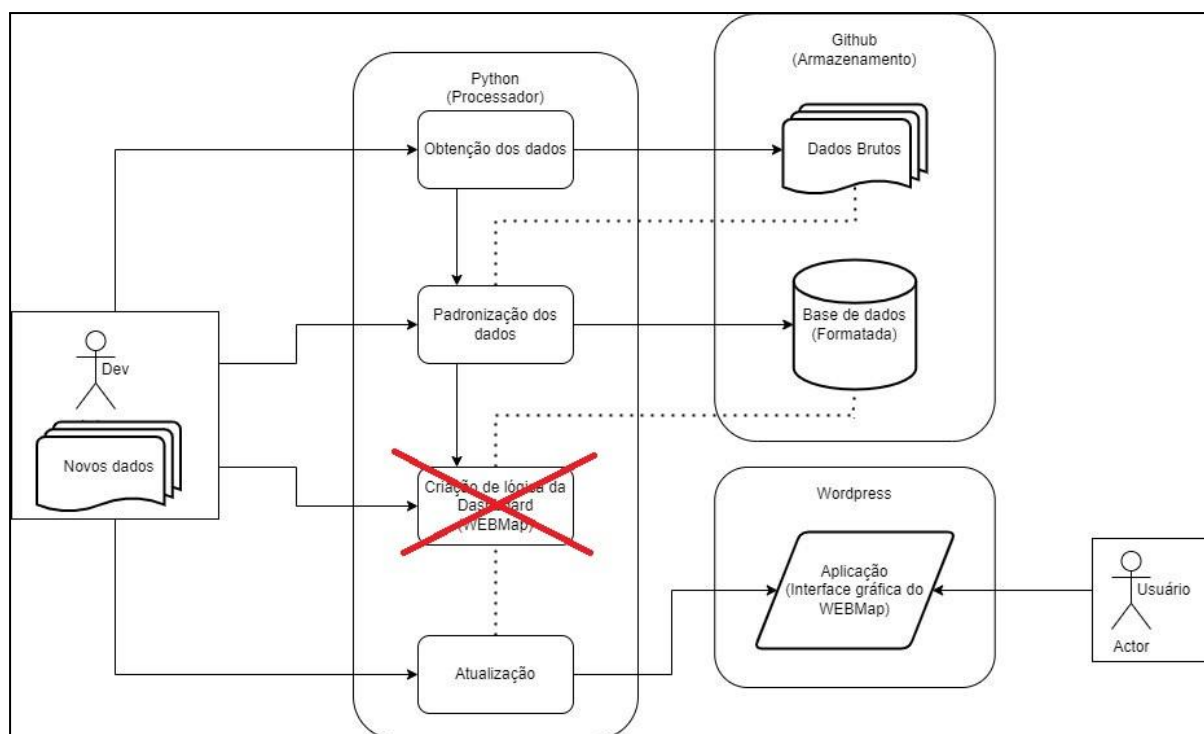 Github
(Armazenamento)
Python
(Processador)
Obtenção dos dados
Dados Brutos
Padronização dos
dados
Base de dados
(Formatada)
Dev
Novos dados
Criação de lógica da
Dashboard
(WEBMap)
Wordpress
Aplicação
(Interface gráfica do
WEBMap)
Usuário
Actor
Atualização